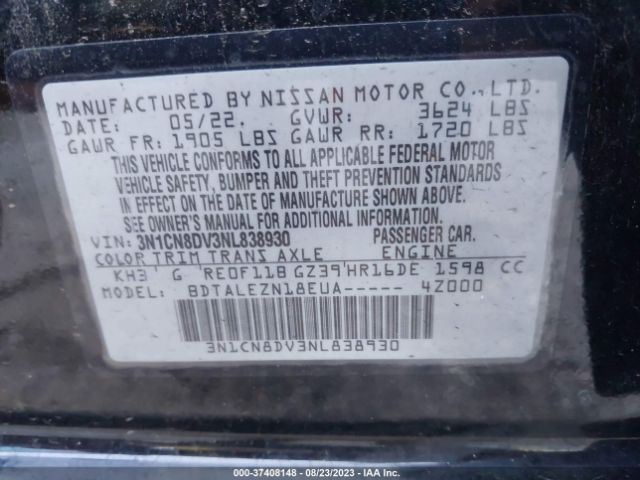 MANUFACTURED BY NISSAN MOTOR CO., LTD.
DATE: 05/22. GVWR: 3624 LBS
GAWR FR: 1905 LBS GAWR RR: 1720 LBS
THIS VEHICLE CONFORMS TO ALL APPLICABLE FEDERAL MOTOR
VEHICLE SAFETY, BUMPER AND THEFT PREVENTION STANDARDS
IN EFFECT ON THE DATE OF MANUFACTURE SHOWN ABOVE.
SEE OWNER'S MANUAL FOR ADDITIONAL INFORMATION.
VIN: 3N1CN8DV3NL838930 PASSENGER CAR.
COLOR TRIM TRANS AXLE ENGINE
KH3 G RE0F11B GZ39 HR16DE 1598 CC
MODEL: BDTALEZN18EUA----- 4Z000
3N1CN8DV3NL838930
000-37408148 - 08/23/2023 - IAA Inc.